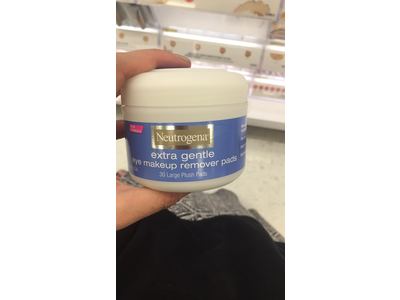 Neutrogena
extra gentle
eye makeup remover pads
30 Large Plush Pads